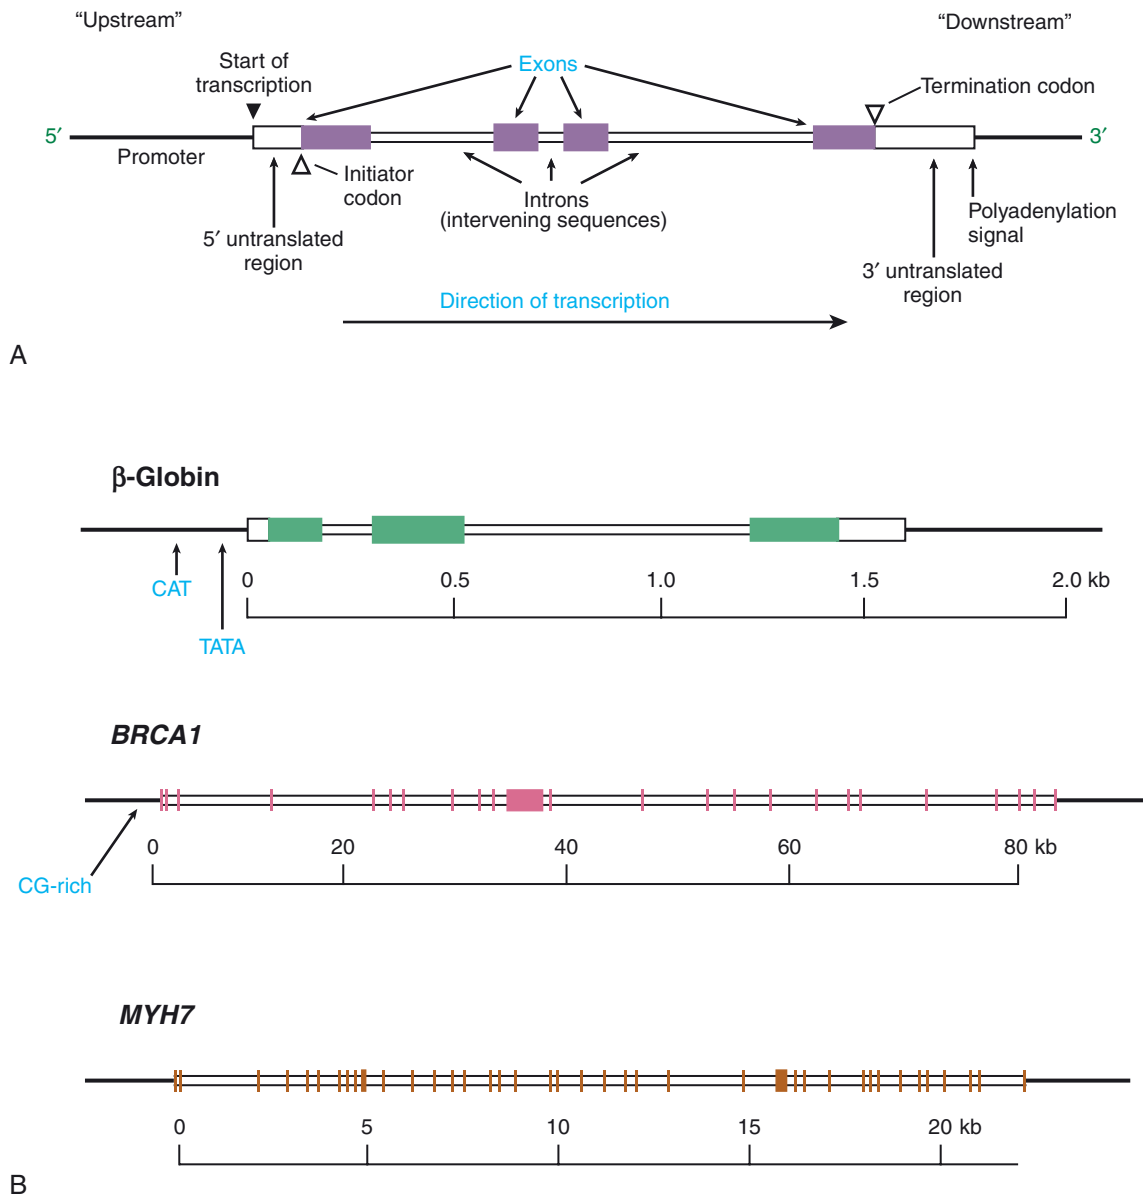 “Upstream”
“Downstream”
Start of
transcription
Exons
Termination codon
5′
3′
Promoter
Initiator
codon
Introns
(intervening sequences)
5′ untranslated
region
Polyadenylation
signal
3′ untranslated
region
Direction of transcription
A
β-Globin
CAT
TATA
0 0.5 1.0 1.5 2.0 kb
BRCA1
CG-rich
0 20 40 60 80 kb
MYH7
0 5 10 15 20 kb
B